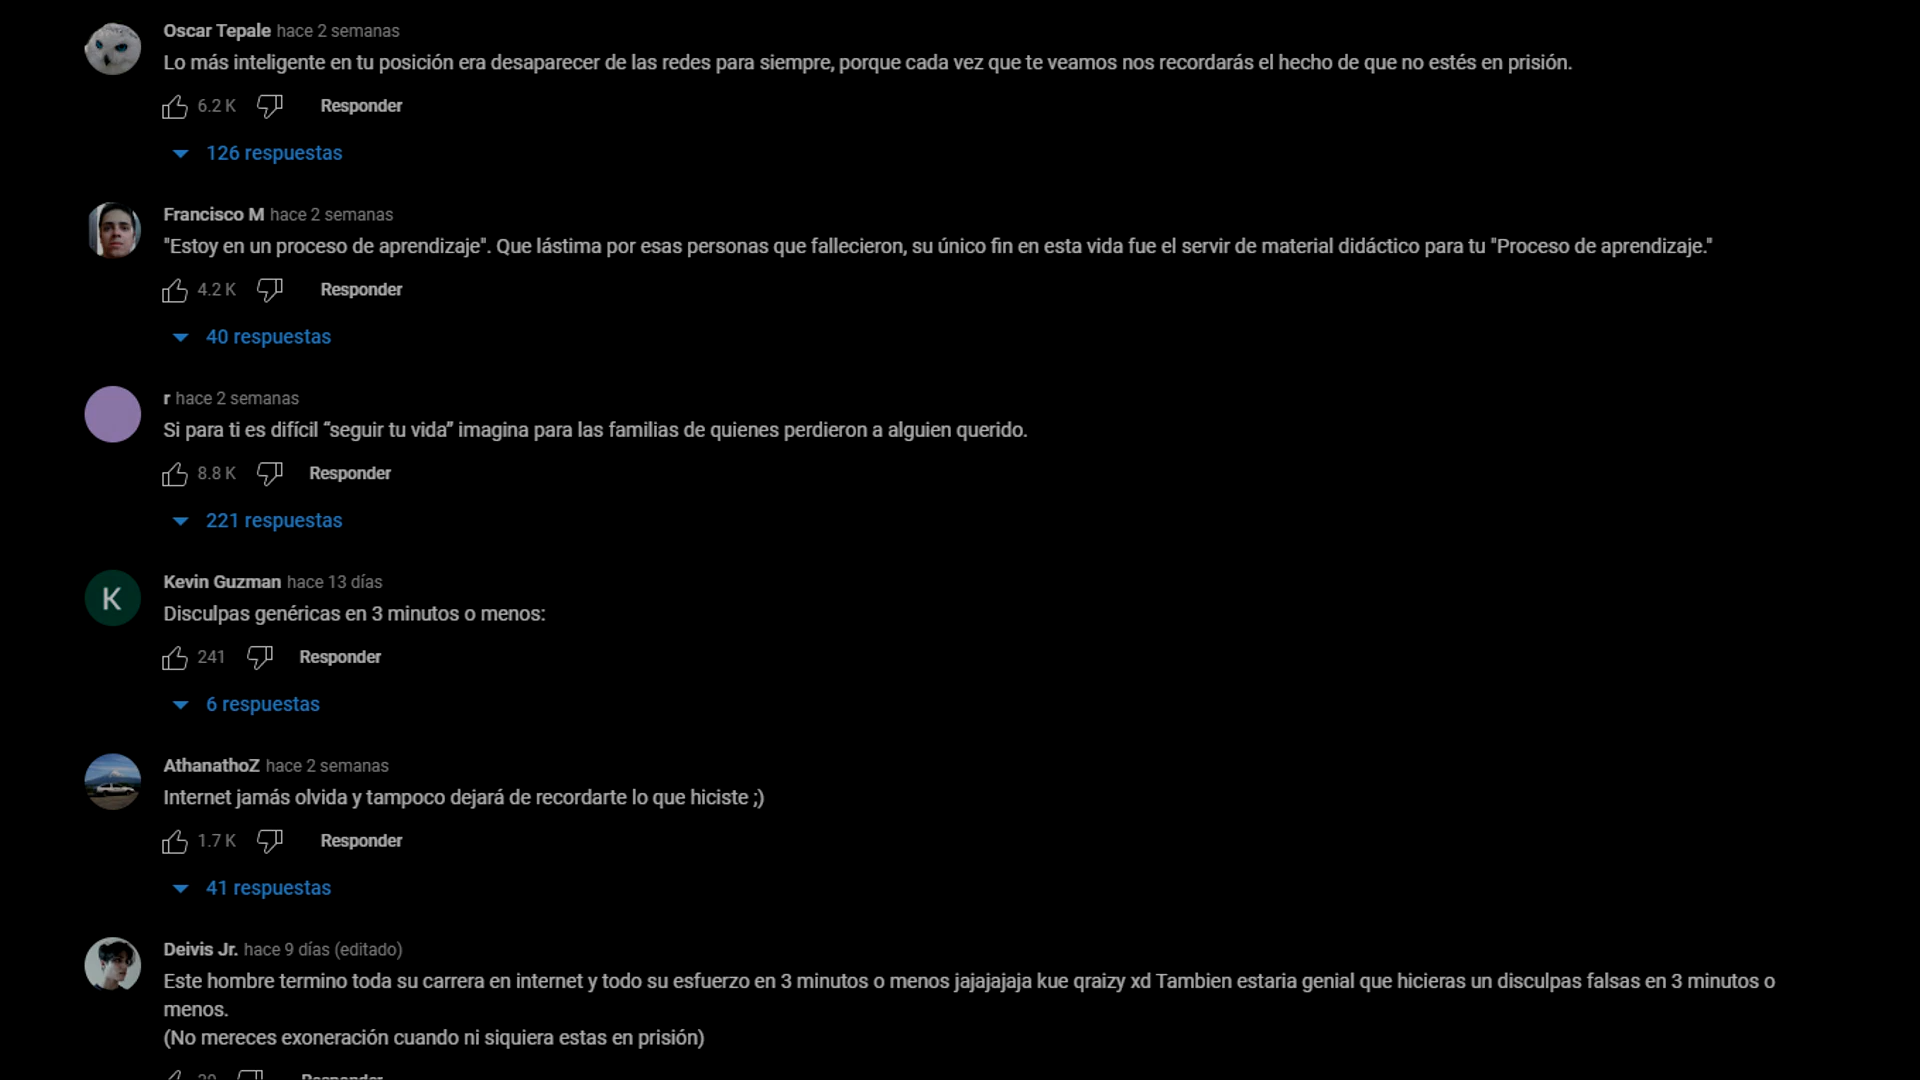 Oscar Tepale hace 2 semanas
Lo más inteligente en tu posición era desaparecer de las redes para siempre, porque cada vez que te veamos nos recordarás el hecho de que no estés en prisión.
6.2 K Responder
126 respuestas
Francisco M hace 2 semanas
"Estoy en un proceso de aprendizaje". Que lástima por esas personas que fallecieron, su único fin en esta vida fue el servir de material didáctico para tu "Proceso de aprendizaje."
4.2 K Responder
40 respuestas
r hace 2 semanas
Si para ti es difícil “seguir tu vida” imagina para las familias de quienes perdieron a alguien querido.
8.8 K Responder
221 respuestas
K
Kevin Guzman hace 13 días
Disculpas genéricas en 3 minutos o menos:
241 Responder
6 respuestas
AthanathoZ hace 2 semanas
Internet jamás olvida y tampoco dejará de recordarte lo que hiciste ;)
1.7 K Responder
41 respuestas
Deivis Jr. hace 9 días (editado)
Este hombre termino toda su carrera en internet y todo su esfuerzo en 3 minutos o menos jajajajaja kue qraizy xd Tambien estaria genial que hicieras un disculpas falsas en 3 minutos o
menos.
(No mereces exoneración cuando ni siquiera estas en prisión)
Responder